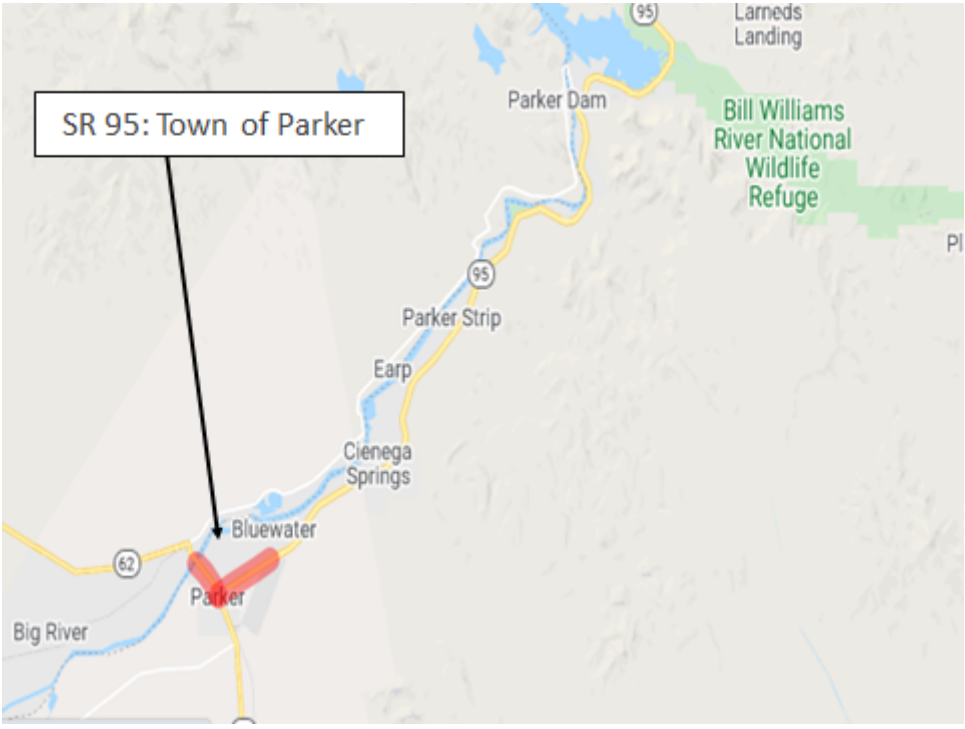 95
Larneds
Landing
Parker Dam
Bill Williams
River National
Wildlife
Refuge
SR 95: Town of Parker
Pl
95
Parker Strip
Earp
Cienega
Springs
Bluewater
62
Parker
Big River